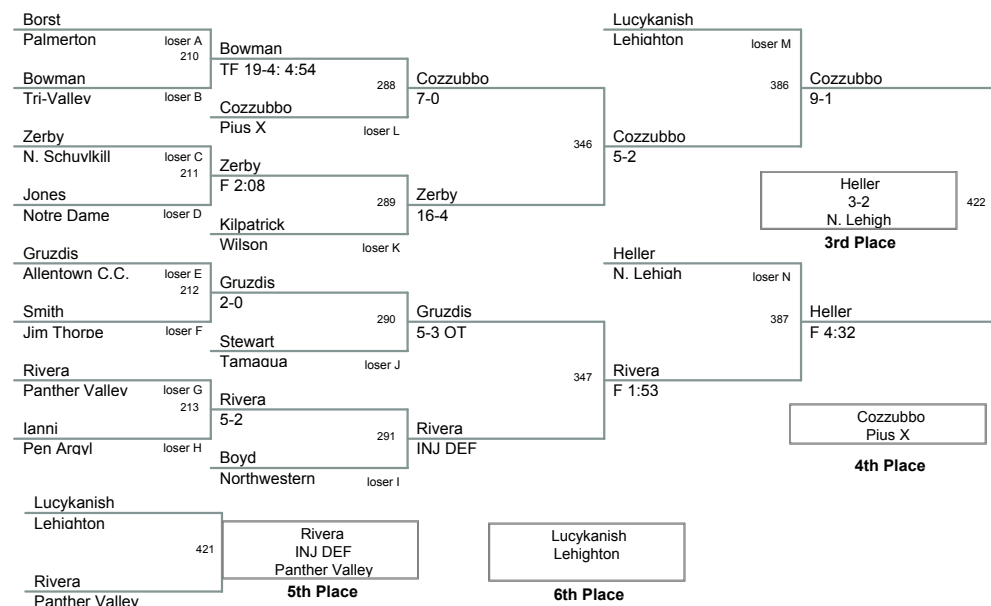 Borst
Palmerton
loser A
210
Bowman
Tri-Valley
loser B
Zerby
N. Schuylkill
loser C
211
Jones
Notre Dame
loser D
Gruzdis
Allentown C.C.
loser E
212
Smith
Jim Thorpe
loser F
Rivera
Panther Valley
loser G
213
Ianni
Pen Argyl
loser H
Bowman
TF 19-4: 4:54
288
Cozzubbo
Pius X
loser L
Zerby
F 2:08
289
Kilpatrick
Wilson
loser K
Gruzdis
2-0
290
Stewart
Tamaqua
loser J
Rivera
5-2
291
Boyd
Northwestern
loser I
Cozzubbo
7-0
346
Zerby
16-4
Gruzdis
5-3 OT
347
Rivera
INJ DEF
Lucykanish
Lehighton
loser M
386
Cozzubbo
5-2
Heller
N. Lehigh
loser N
387
Rivera
F 1:53
Cozzubbo
9-1
Heller
3-2
N. Lehigh
422
3rd Place
Heller
F 4:32
Cozzubbo
Pius X
4th Place
Lucykanish
Lehighton
421
Rivera
Panther Valley
Rivera
INJ DEF
Panther Valley
5th Place
Lucykanish
Lehighton
6th Place